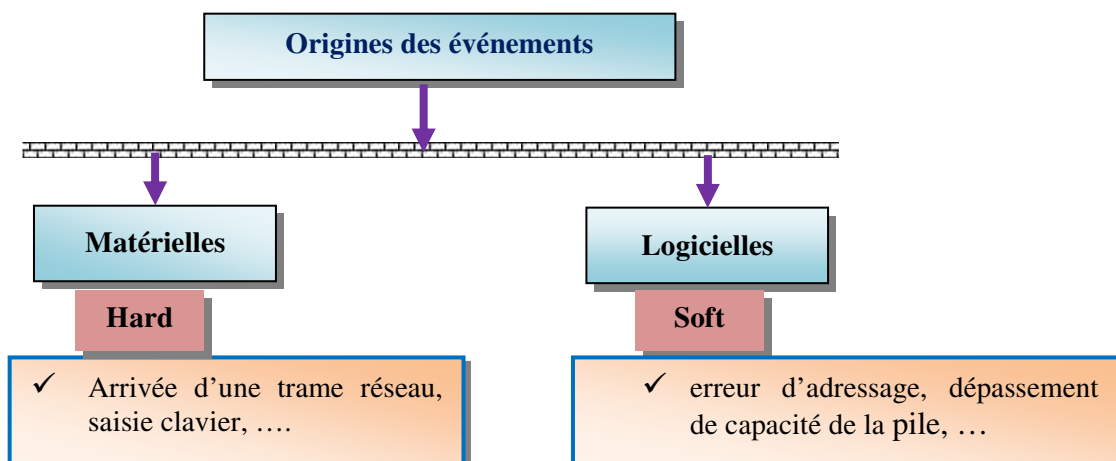 Origines des événements
Matérielles
Hard
✓ Arrivée d'une trame réseau,
saisie clavier, ….
Logicielles
Soft
✓ erreur d'adressage, dépassement
de capacité de la pile, …